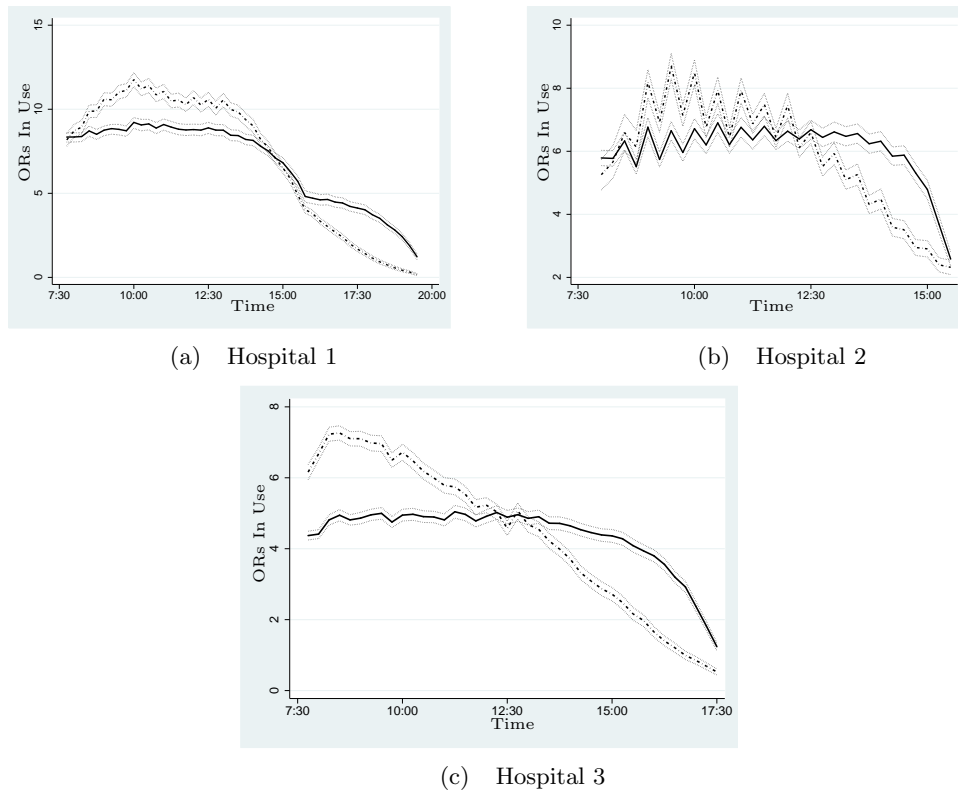 15
10
5
0
ORs In Use
7:30 10:00 12:30 15:00 17:30 20:00
Time
(a) Hospital 1
10
8
6
4
2
ORs In Use
7:30 10:00 12:30 15:00
Time
(b) Hospital 2
8
6
4
2
0
ORs In Use
7:30 10:00 12:30 15:00 17:30
Time
(c) Hospital 3